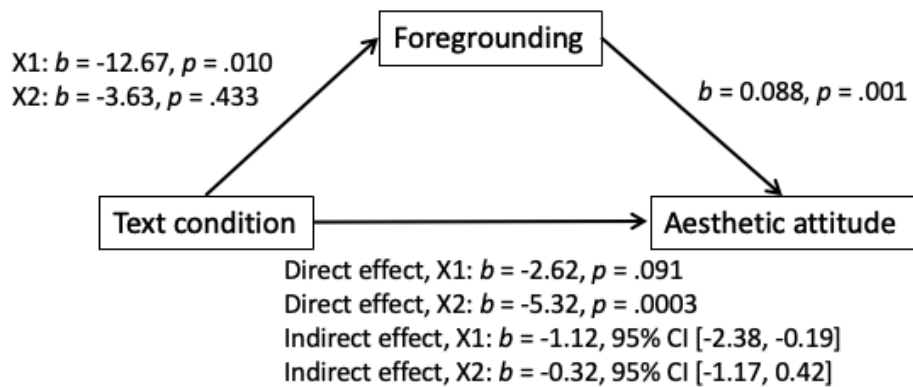 Foregrounding
X1: b = -12.67, p = .010
X2: b = -3.63, p = .433
b = 0.088, p = .001
Text condition
Aesthetic attitude
Direct effect, X1: b = -2.62, p = .091
Direct effect, X2: b = -5.32, p = .0003
Indirect effect, X1: b = -1.12, 95% CI [-2.38, -0.19]
Indirect effect, X2: b = -0.32, 95% CI [-1.17, 0.42]